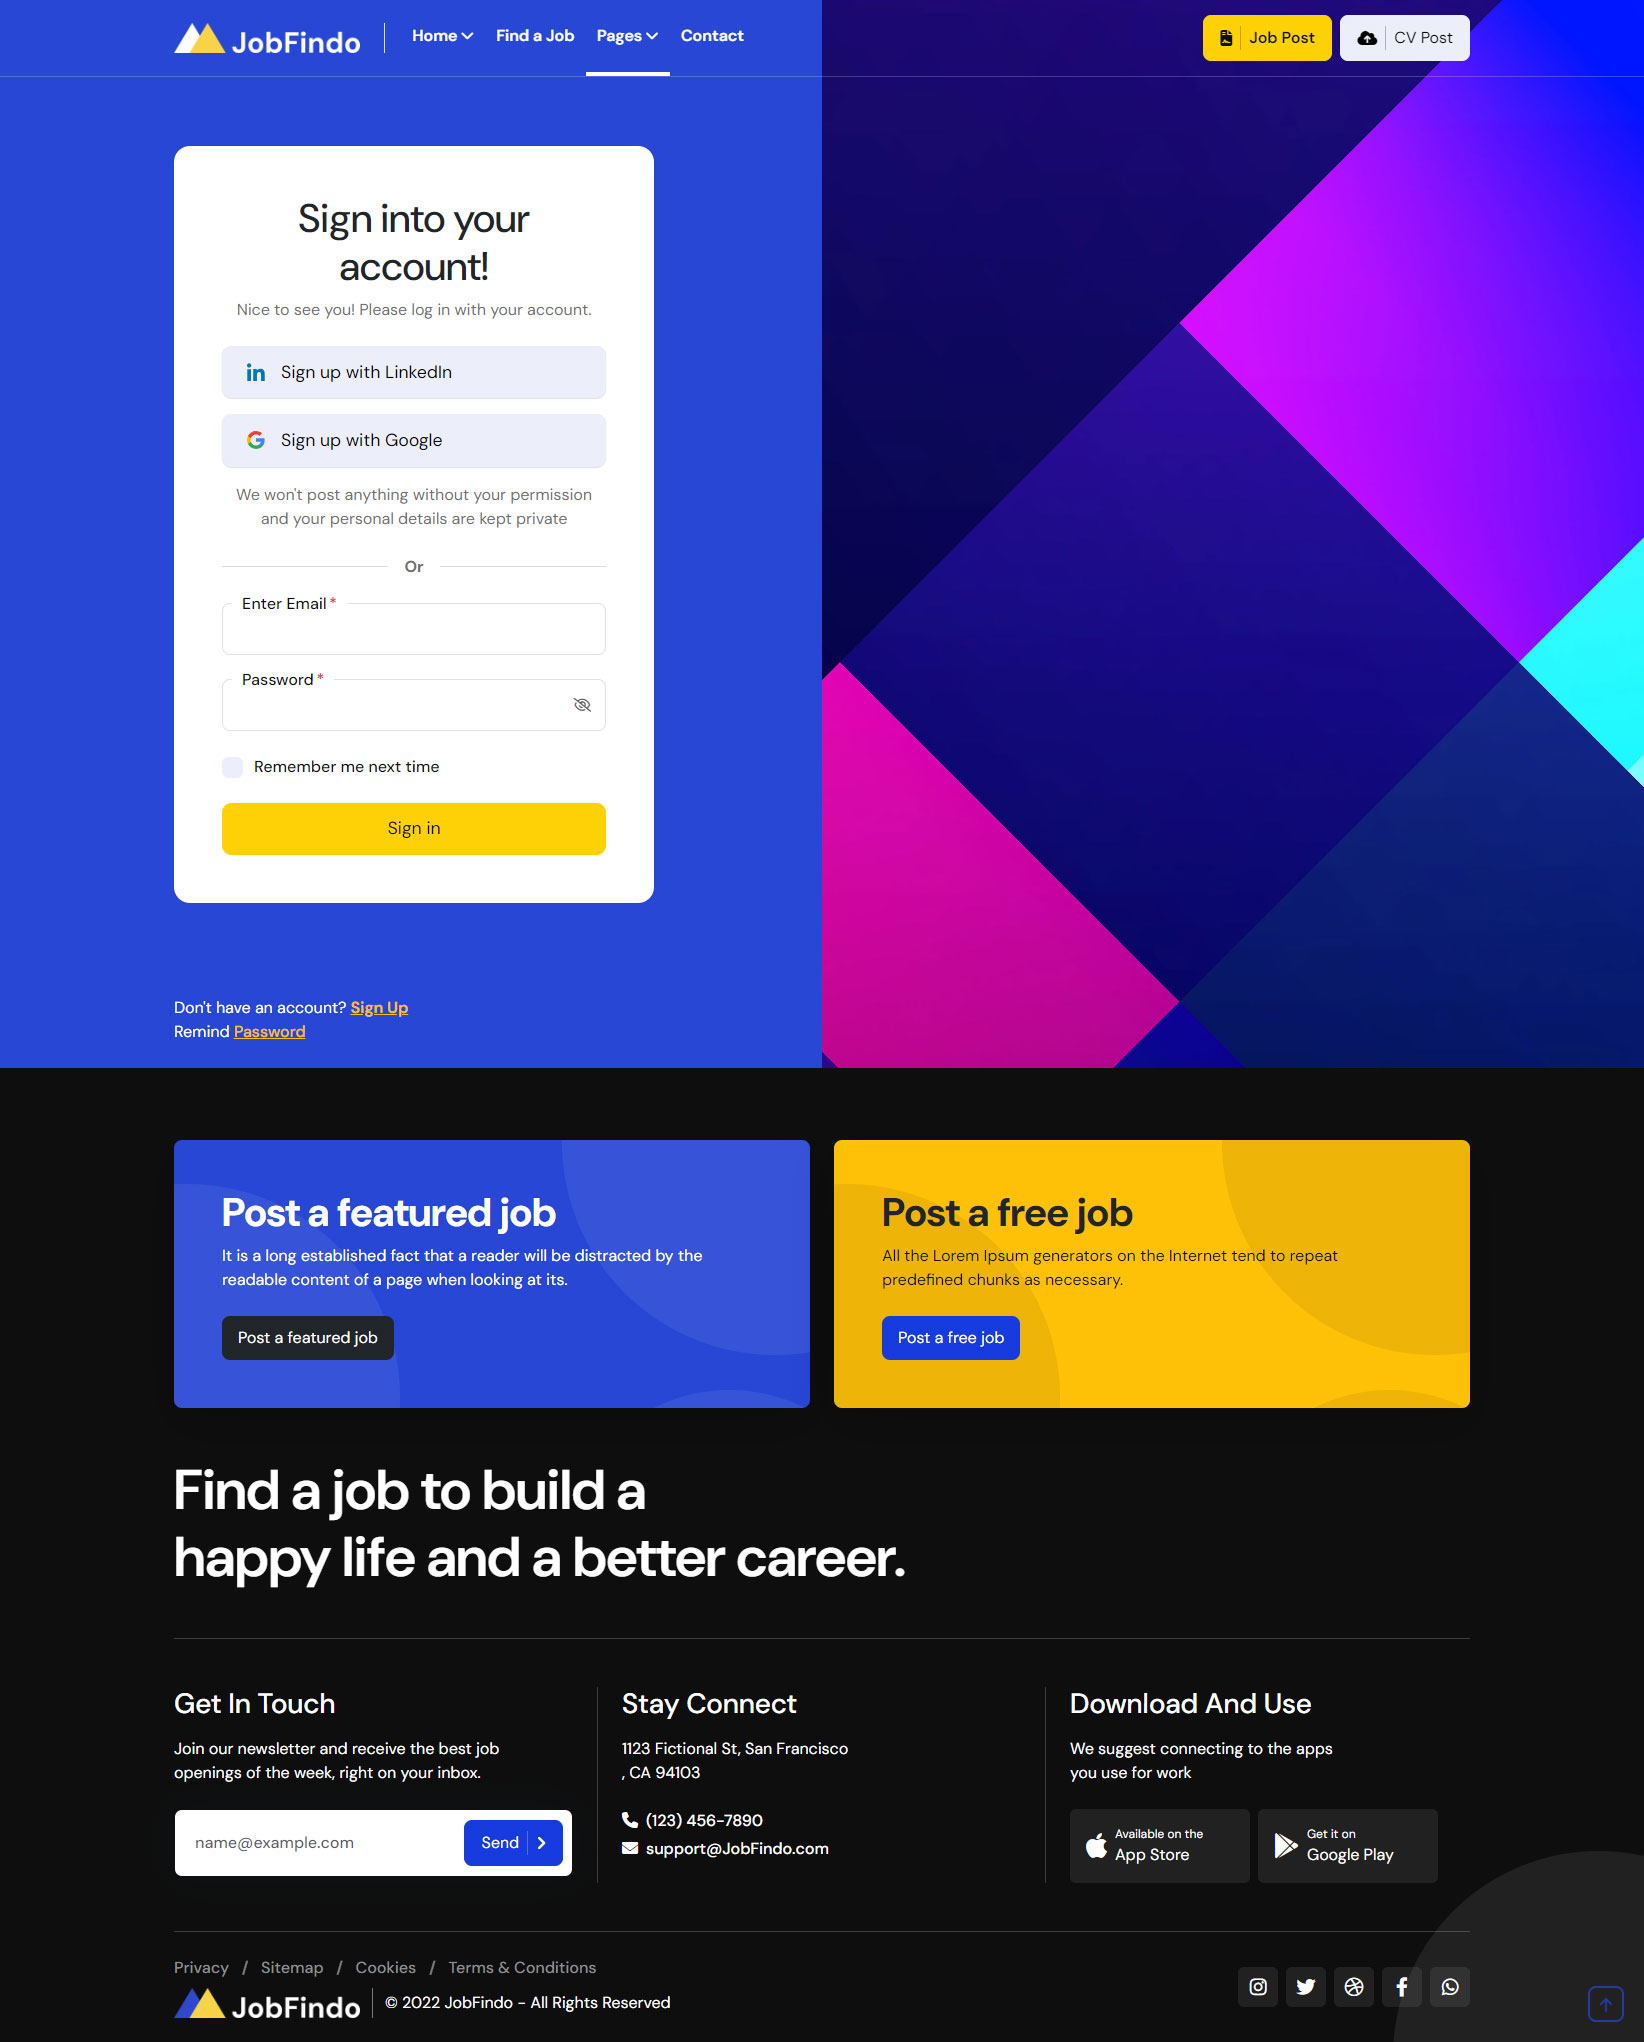 JobFindo
Home
Find a Job
Pages
Contact
Job Post
CV Post
Sign into your
account!
Nice to see you! Please log in with your account.
Sign up with LinkedIn
Sign up with Google
We won't post anything without your permission
and your personal details are kept private
Or
Enter Email *
Password *
Remember me next time
Sign in
Don't have an account? Sign Up
Remind Password
Post a featured job
It is a long established fact that a reader will be distracted by the
readable content of a page when looking at its.
Post a featured job
Post a free job
All the Lorem Ipsum generators on the Internet tend to repeat
predefined chunks as necessary.
Post a free job
Find a job to build a
happy life and a better career.
Get In Touch
Join our newsletter and receive the best job
openings of the week, right on your inbox.
name@example.com
Send
Stay Connect
1123 Fictional St, San Francisco
, CA 94103
(123) 456-7890
support@JobFindo.com
Download And Use
We suggest connecting to the apps
you use for work
Available on the
App Store
Get it on
Google Play
Privacy / Sitemap / Cookies / Terms & Conditions
JobFindo
© 2022 JobFindo - All Rights Reserved